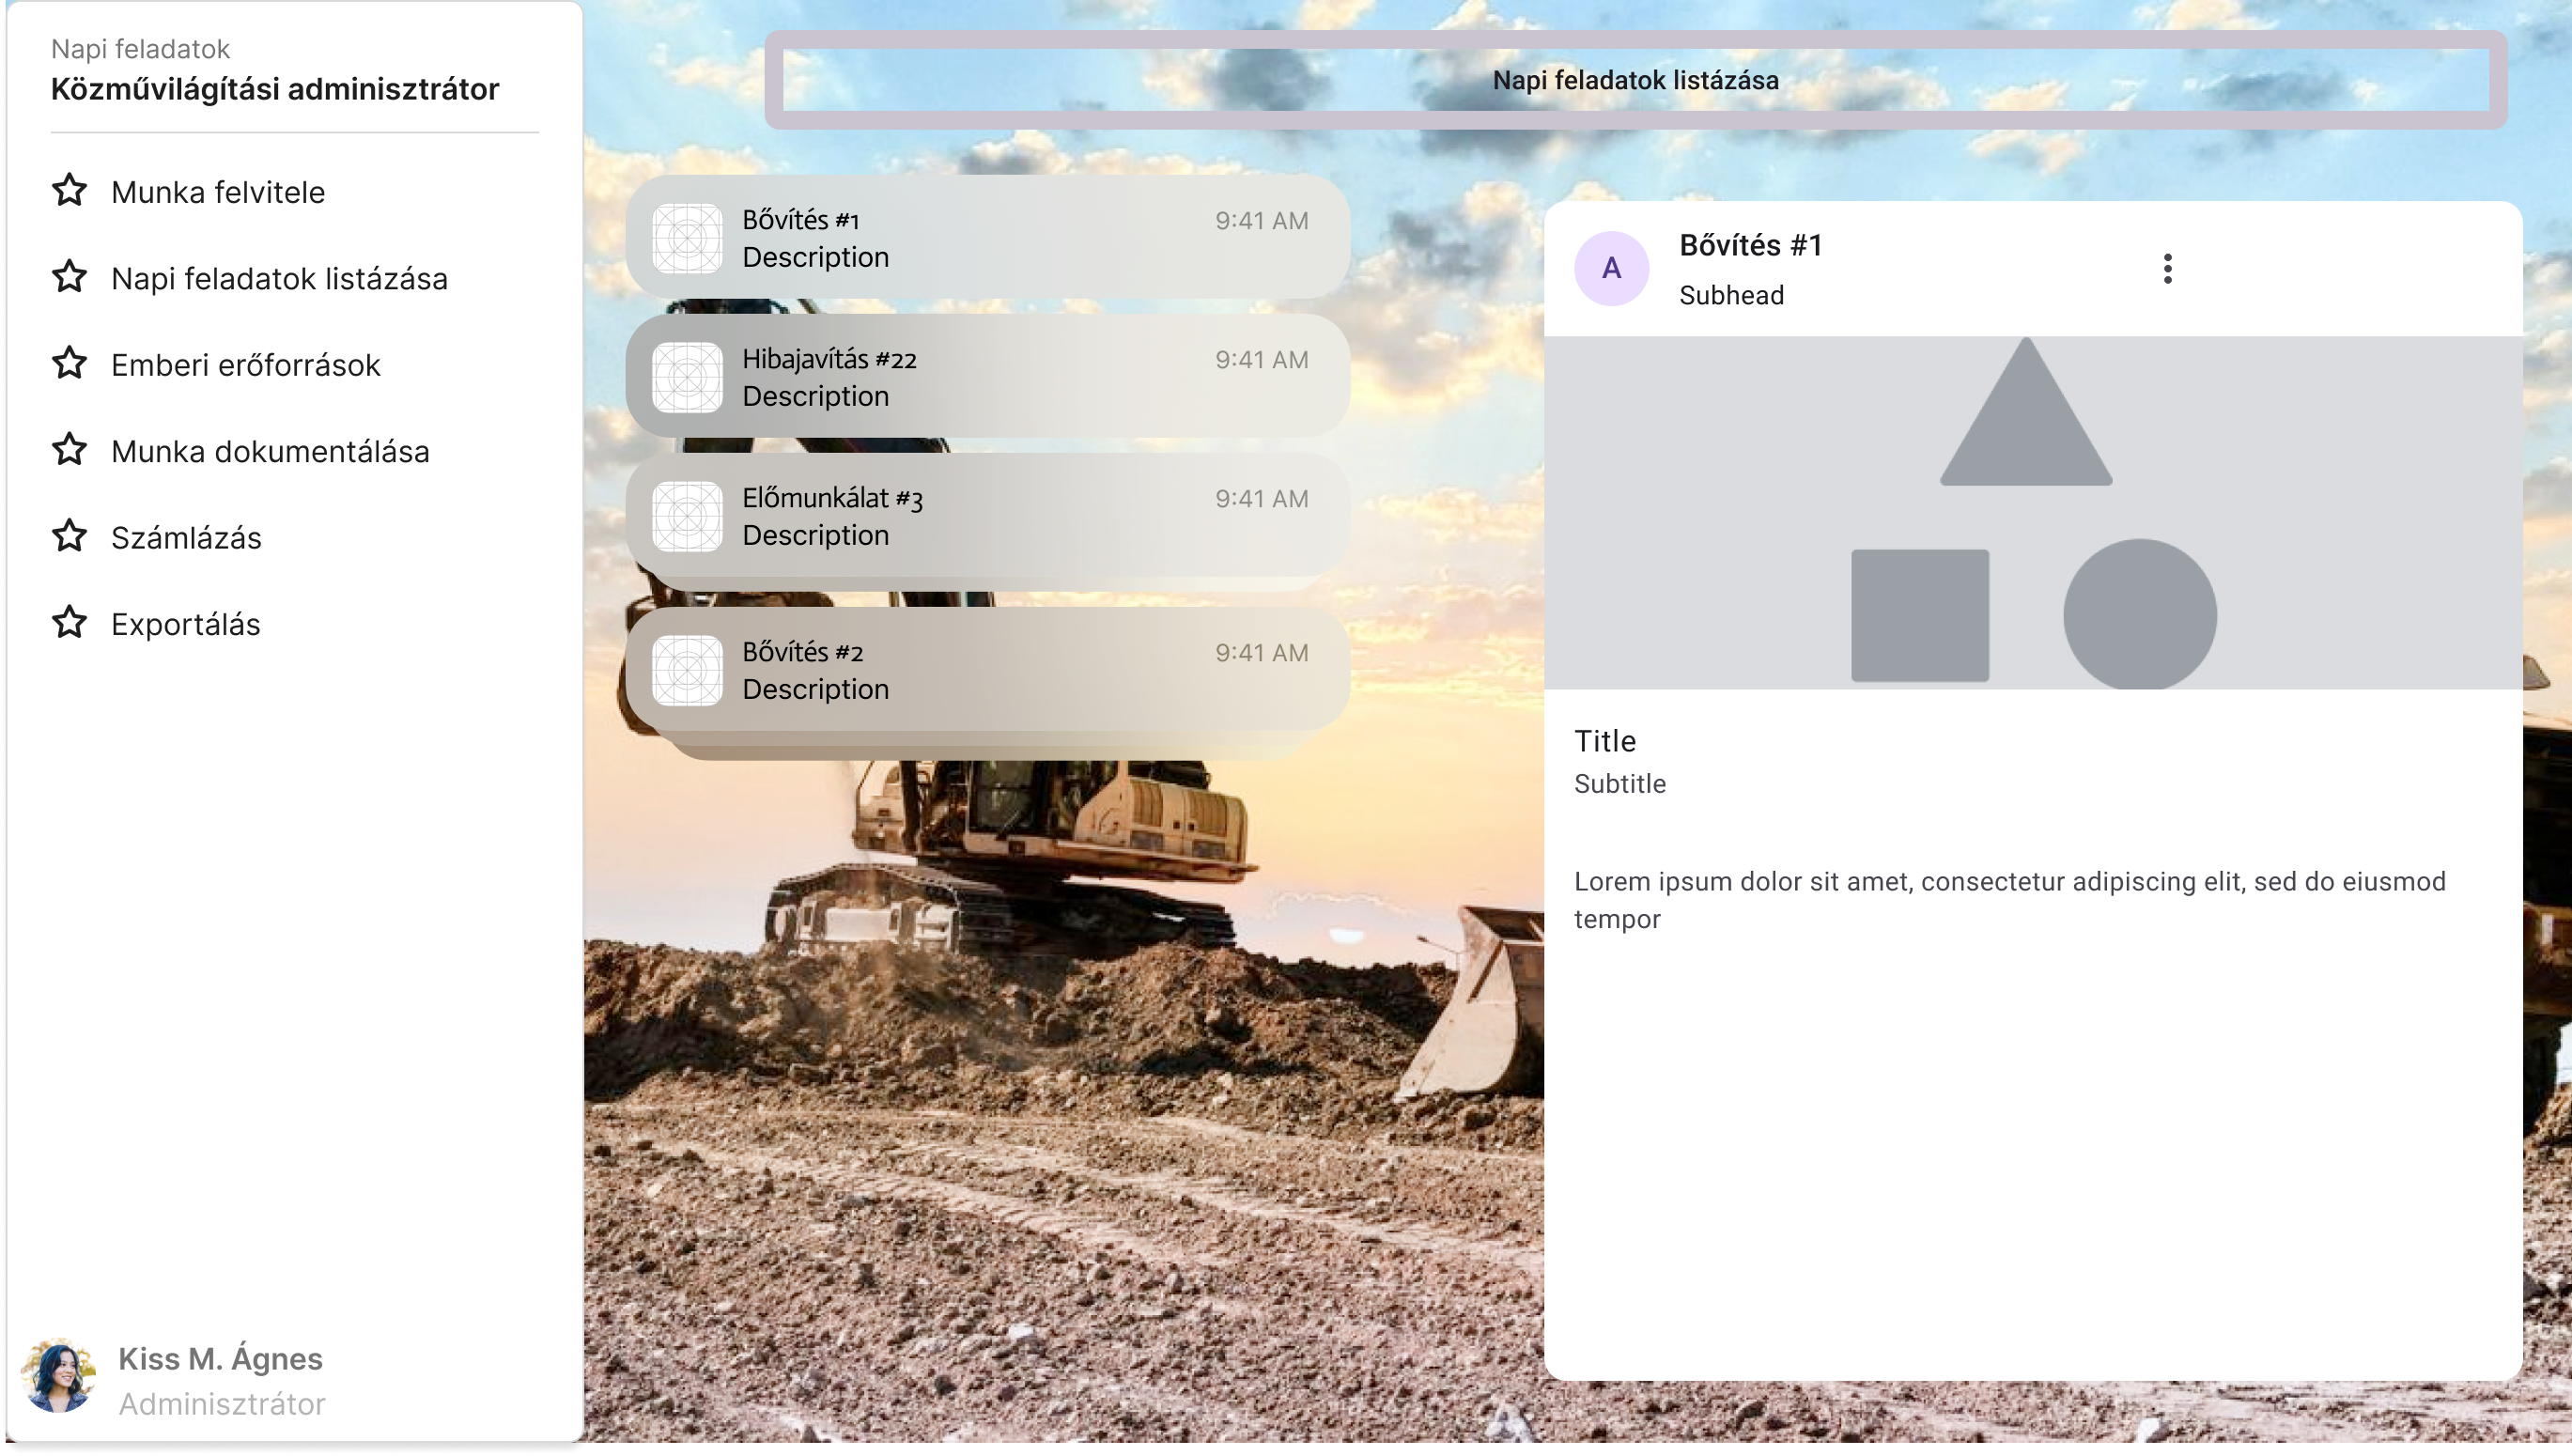 Napi feladatok
Közművilágítási adminisztrátor
Munka felvitele
Napi feladatok listázása
Emberi erőforrások
Munka dokumentálása
Számlázás
Exportálás
Kiss M. Ágnes
Adminisztrátor
Napi feladatok listázása
Bővítés #1
9:41 AM
Description
Hibajavítás #22
9:41 AM
Description
Előmunkálat #3
9:41 AM
Description
Bővítés #2
9:41 AM
Description
A
Bővítés #1
Subhead
Title
Subtitle
Lorem ipsum dolor sit amet, consectetur adipiscing elit, sed do eiusmod
tempor